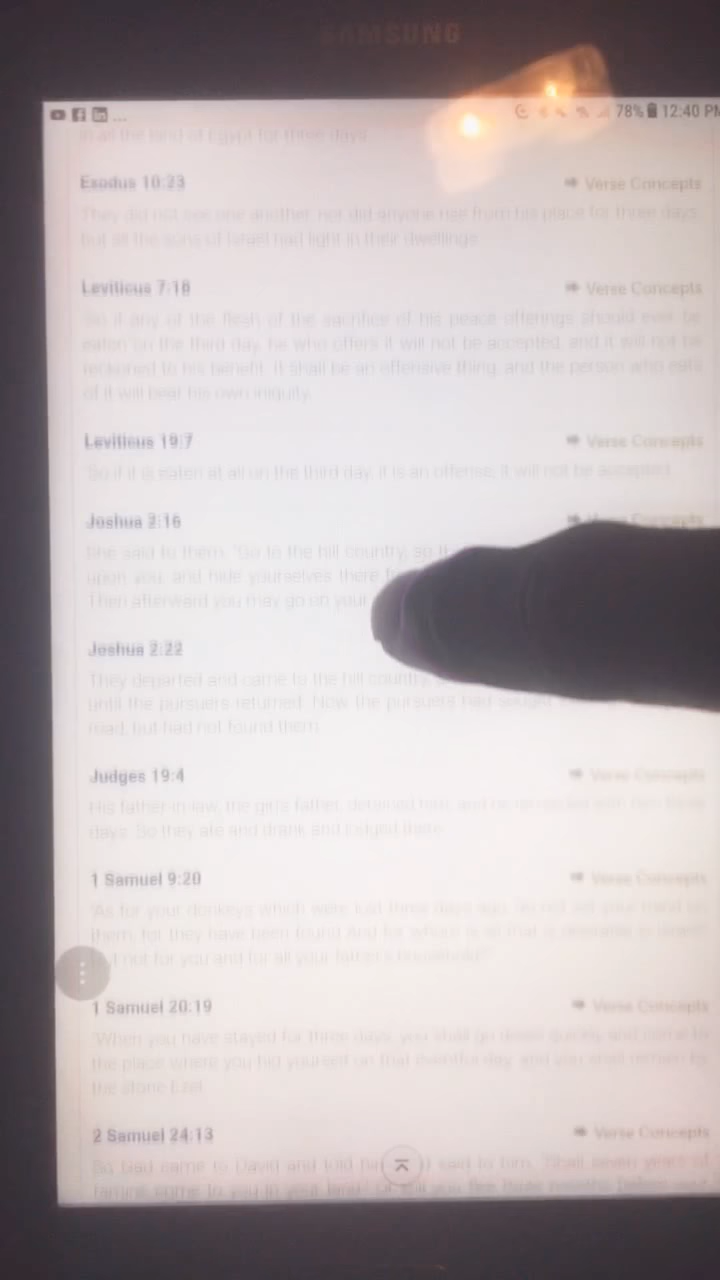 SAMSUNG
78% 12:40 PM
in all the land of Egypt for three days.
Exodus 10:23 Verse Concepts
They did not see one another, nor did anyone rise from his place for three days,
but all the sons of Israel had light in their dwellings.
Leviticus 7:18 Verse Concepts
'So if any of the flesh of the sacrifice of his peace offerings should ever be
eaten on the third day, he who offers it will not be accepted, and it will not be
reckoned to his benefit. It shall be an offensive thing, and the person who eats
of it will bear his own iniquity.
Leviticus 19:7 Verse Concepts
'So if it is eaten at all on the third day, it is an offense; it will not be accepted.
Joshua 2:16 Verse Concepts
She said to them, "Go to the hill country, so
upon you, and hide yourselves there
Then afterward you may go on your
Joshua 2:22
They departed and came to the hill country,
until the pursuers returned. Now the pursuers had sought
road, but had not found them.
Judges 19:4 Verse Concepts
His father-in-law, the girl's father, detained him; and he remained with him three
days. So they ate and drank and lodged there.
1 Samuel 9:20 Verse Concepts
"As for your donkeys which were lost three days ago, do not set your mind on
them, for they have been found. And for whom is all that is desirable in Israel?
not for you and for all your father's household?"
1 Samuel 20:19 Verse Concepts
"When you have stayed for three days, you shall go down quickly and come to
the place where you hid yourself on that eventful day, and you shall remain by
the stone Ezel.
2 Samuel 24:13 Verse Concepts
So Gad came to David and told him said to him, "Shall seven years of
famine come to you in your land? Or will you flee three months before your